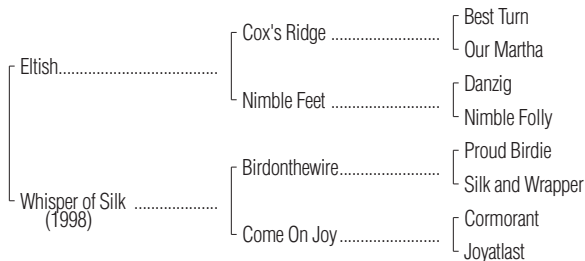 Best Turn
Cox's Ridge ..............................
Our Martha
Eltish............................................
Danzig
Nimble Feet ..............................
Nimble Folly
Proud Birdie
Birdonthewire............................
Silk and Wrapper
Whisper of Silk ......................
(1998)
Cormorant
Come On Joy............................
Joyatlast